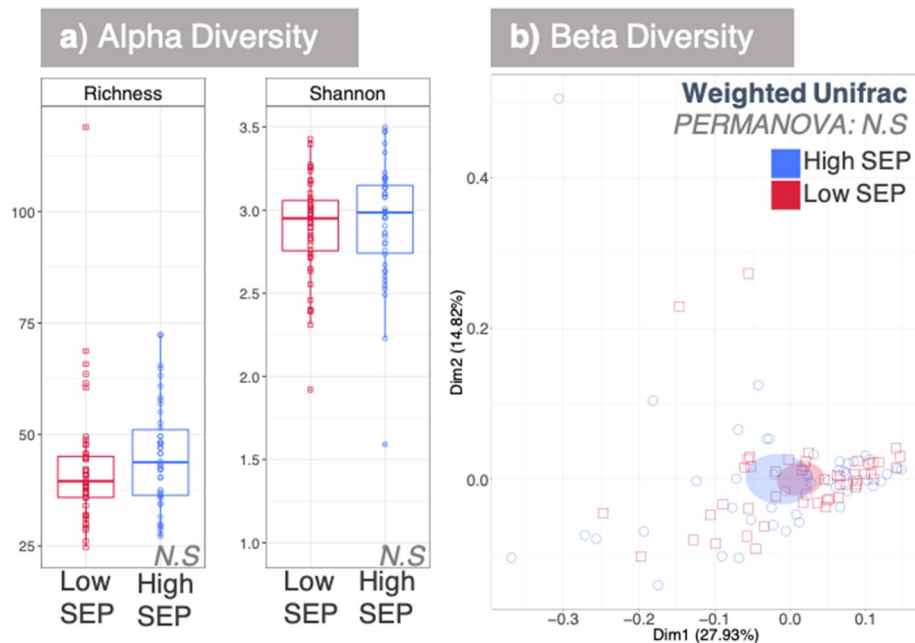 a) Alpha Diversity
Richness
Shannon
100
75
50
25
3.5
3.0
2.5
2.0
1.5
1.0
N.S
N.S
Low
SEP
High
SEP
Low
SEP
High
SEP
b) Beta Diversity
Weighted Unifrac
PERMANOVA: N.S
High SEP
Low SEP
Dim2 (14.82%)
0.4
0.2
0.0
-0.3
-0.2
-0.1
0.0
0.1
Dim1 (27.93%)